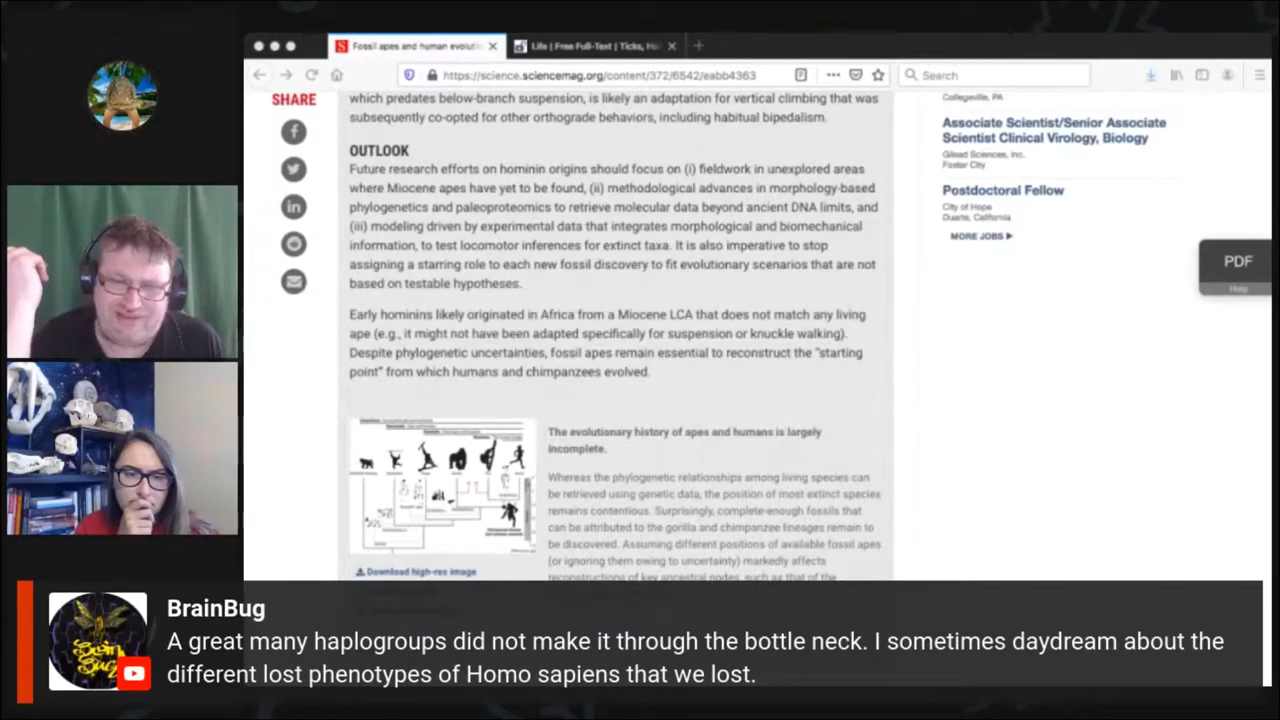 Fossil apes and human evoluti
Life | Free Full-Text | Ticks, Ha
https://science.sciencemag.org/content/372/6542/eabb4363
Search
SHARE
which predates below-branch suspension, is likely an adaptation for vertical climbing that was
subsequently co-opted for other orthograde behaviors, including habitual bipedalism.
OUTLOOK
Future research efforts on hominin origins should focus on (i) fieldwork in unexplored areas
where Miocene apes have yet to be found, (ii) methodological advances in morphology-based
phylogenetics and paleoproteomics to retrieve molecular data beyond ancient DNA limits, and
(iii) modeling driven by experimental data that integrates morphological and biomechanical
information, to test locomotor inferences for extinct taxa. It is also imperative to stop
assigning a starring role to each new fossil discovery to fit evolutionary scenarios that are not
based on testable hypotheses.
Early hominins likely originated in Africa from a Miocene LCA that does not match any living
ape (e.g., it might not have been adapted specifically for suspension or knuckle walking).
Despite phylogenetic uncertainties, fossil apes remain essential to reconstruct the "starting
point" from which humans and chimpanzees evolved.
The evolutionary history of apes and humans is largely
incomplete.
Whereas the phylogenetic relationships among living species
can be retrieved using genetic data, the position of most extinct species
remains contentious. Surprisingly, complete-enough fossils
that can be attributed to the gorilla and chimpanzee lineages remain to
be discovered. Assuming different positions of available fossil apes
(or ignoring them owing to uncertainty) markedly affects
reconstructions of key ancestral nodes, such as that of the
Download high-res image
Collegeville, PA
Associate Scientist/Senior Associate
Scientist Clinical Virology, Biology
Gilead Sciences, Inc.
Foster City
Postdoctoral Fellow
City of Hope
Duarte, California
MORE JOBS
PDF
Help
BrainBug
A great many haplogroups did not make it through the bottle neck. I sometimes daydream about the
different lost phenotypes of Homo sapiens that we lost.